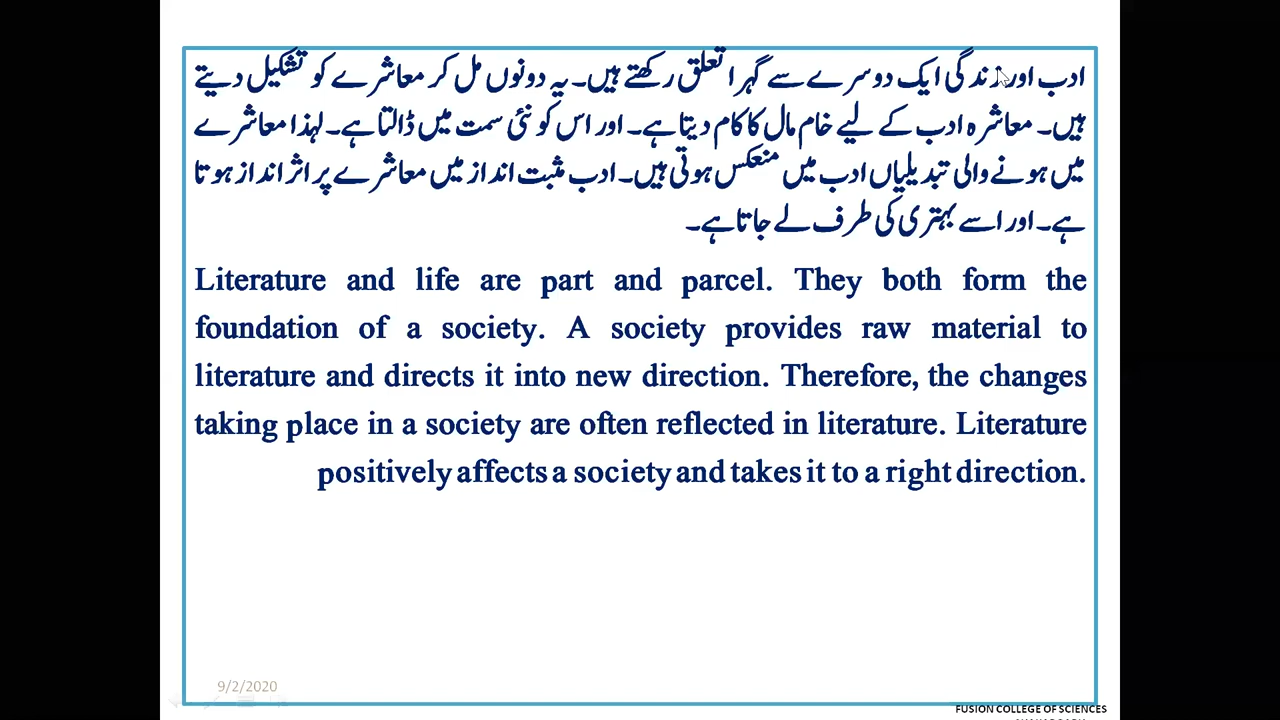 ادب اور زندگی ایک دوسرے سے گہرا تعلق رکھتے ہیں۔ یہ دونوں مل کر معاشرے کو تشکیل دیتے
ہیں۔ معاشرہ ادب کے لیے خام مال کا کام دیتا ہے۔ اور اس کو نئی سمت میں ڈالتا ہے۔ لہذا معاشرے
میں ہونے والی تبدیلیاں ادب میں منعکس ہوتی ہیں۔ ادب مثبت انداز میں معاشرے پر اثر انداز ہوتا
ہے۔ اور اسے بہتری کی طرف لے جاتا ہے۔
Literature and life are part and parcel. They both form the
foundation of a society. A society provides raw material to
literature and directs it into new direction. Therefore, the changes
taking place in a society are often reflected in literature. Literature
positively affects a society and takes it to a right direction.
9/2/2020
FUSION COLLEGE OF SCIENCES